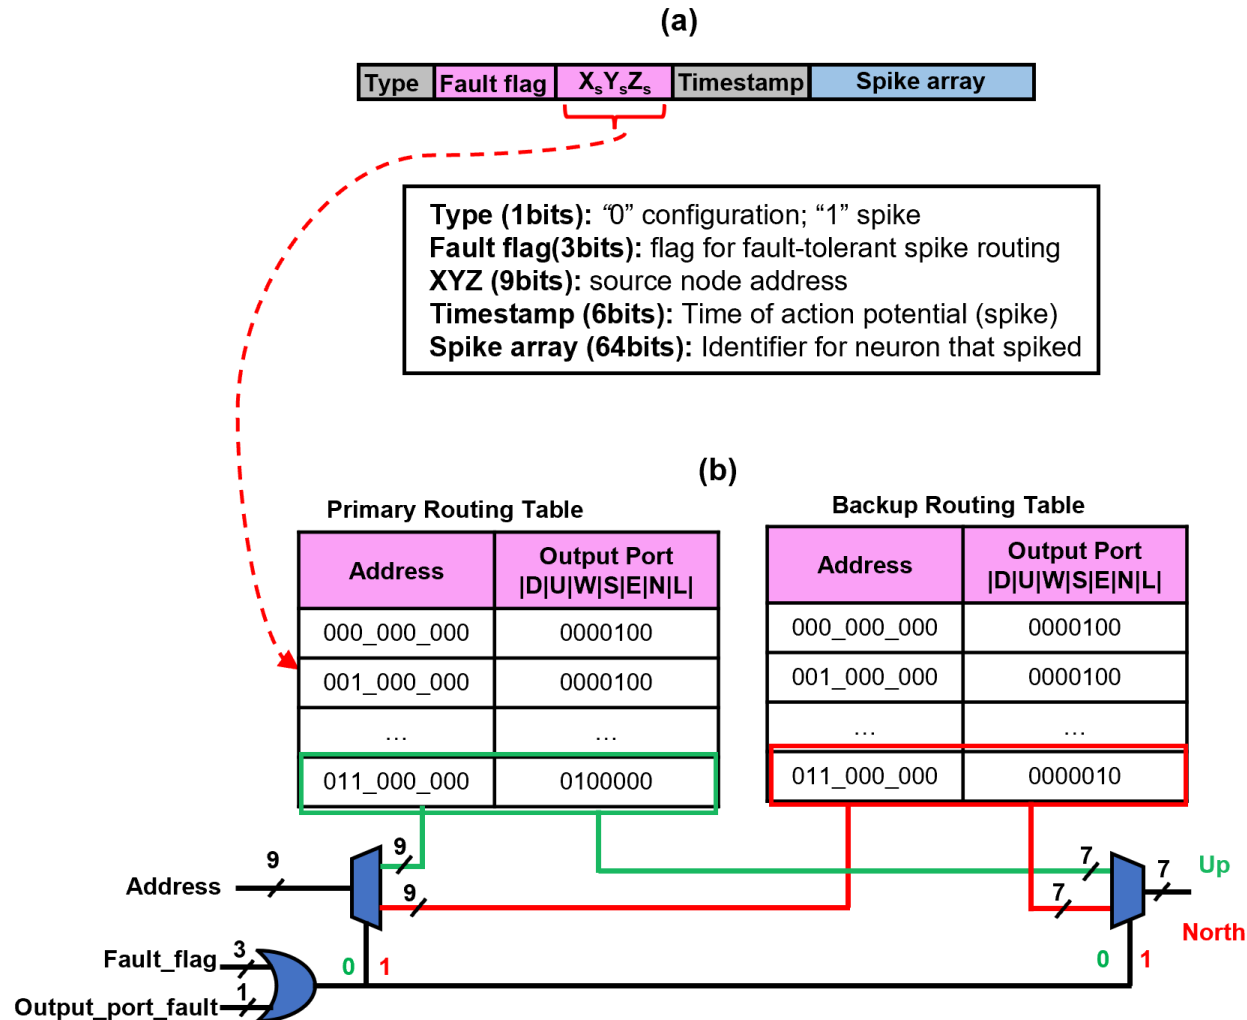 (a)
Type Fault flag XsYsZs Timestamp Spike array
Type (1bits): “0” configuration; “1” spike
Fault flag(3bits): flag for fault-tolerant spike routing
XYZ (9bits): source node address
Timestamp (6bits): Time of action potential (spike)
Spike array (64bits): Identifier for neuron that spiked
(b)
Primary Routing Table
Address Output Port
|D|U|W|S|E|N|L|
000_000_000 0000100
001_000_000 0000100
... ...
011_000_000 0100000
Backup Routing Table
Address Output Port
|D|U|W|S|E|N|L|
000_000_000 0000100
001_000_000 0000100
... ...
011_000_000 0000010
Address 9 9 7 7 Up
9 7 North
Fault_flag 3 0 1 0 1
Output_port_fault 1